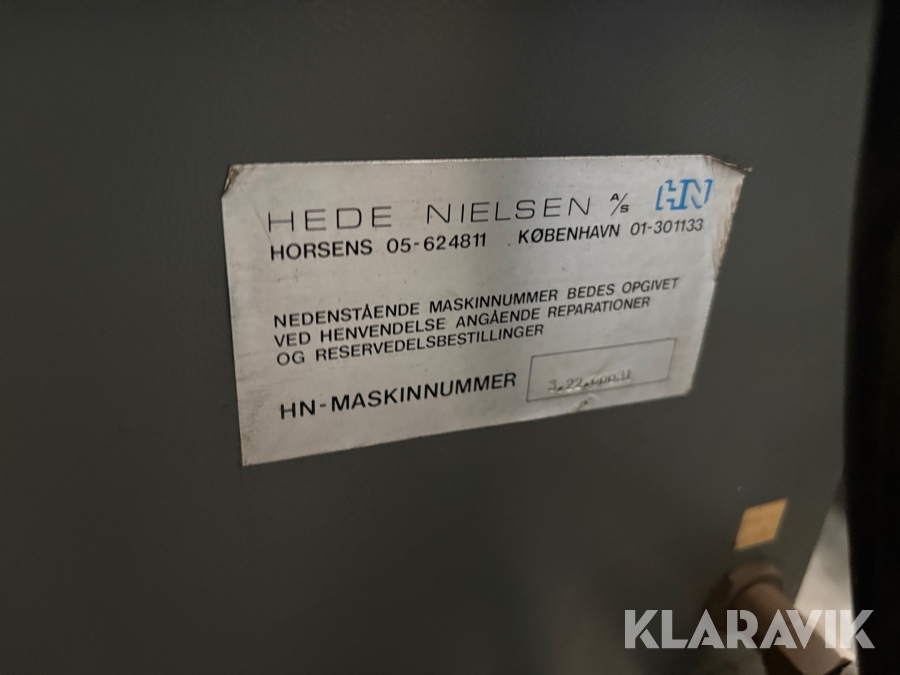 HEDE NIELSEN A/S HN
HORSENS 05-624811 . KØBENHAVN 01-301133
NEDENSTÅENDE MASKINNUMMER BEDES OPGIVET
VED HENVENDELSE ANGÅENDE REPARATIONER
OG RESERVEDELSBESTILLINGER
HN-MASKINNUMMER
KLARAVIK